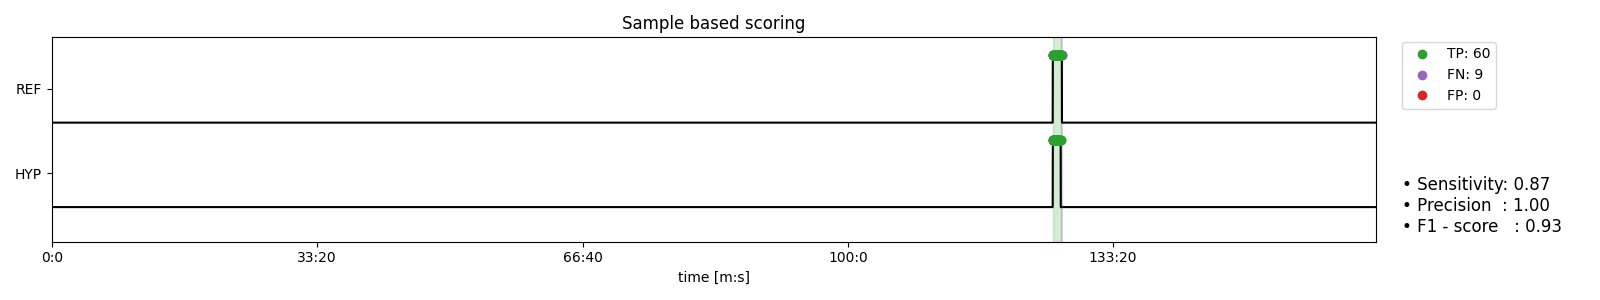 Sample based scoring
REF
HYP
0:0
33:20
66:40
100:0
133:20
time [m:s]
TP: 60
FN: 9
FP: 0
• Sensitivity: 0.87
• Precision  : 1.00
• F1 - score   : 0.93